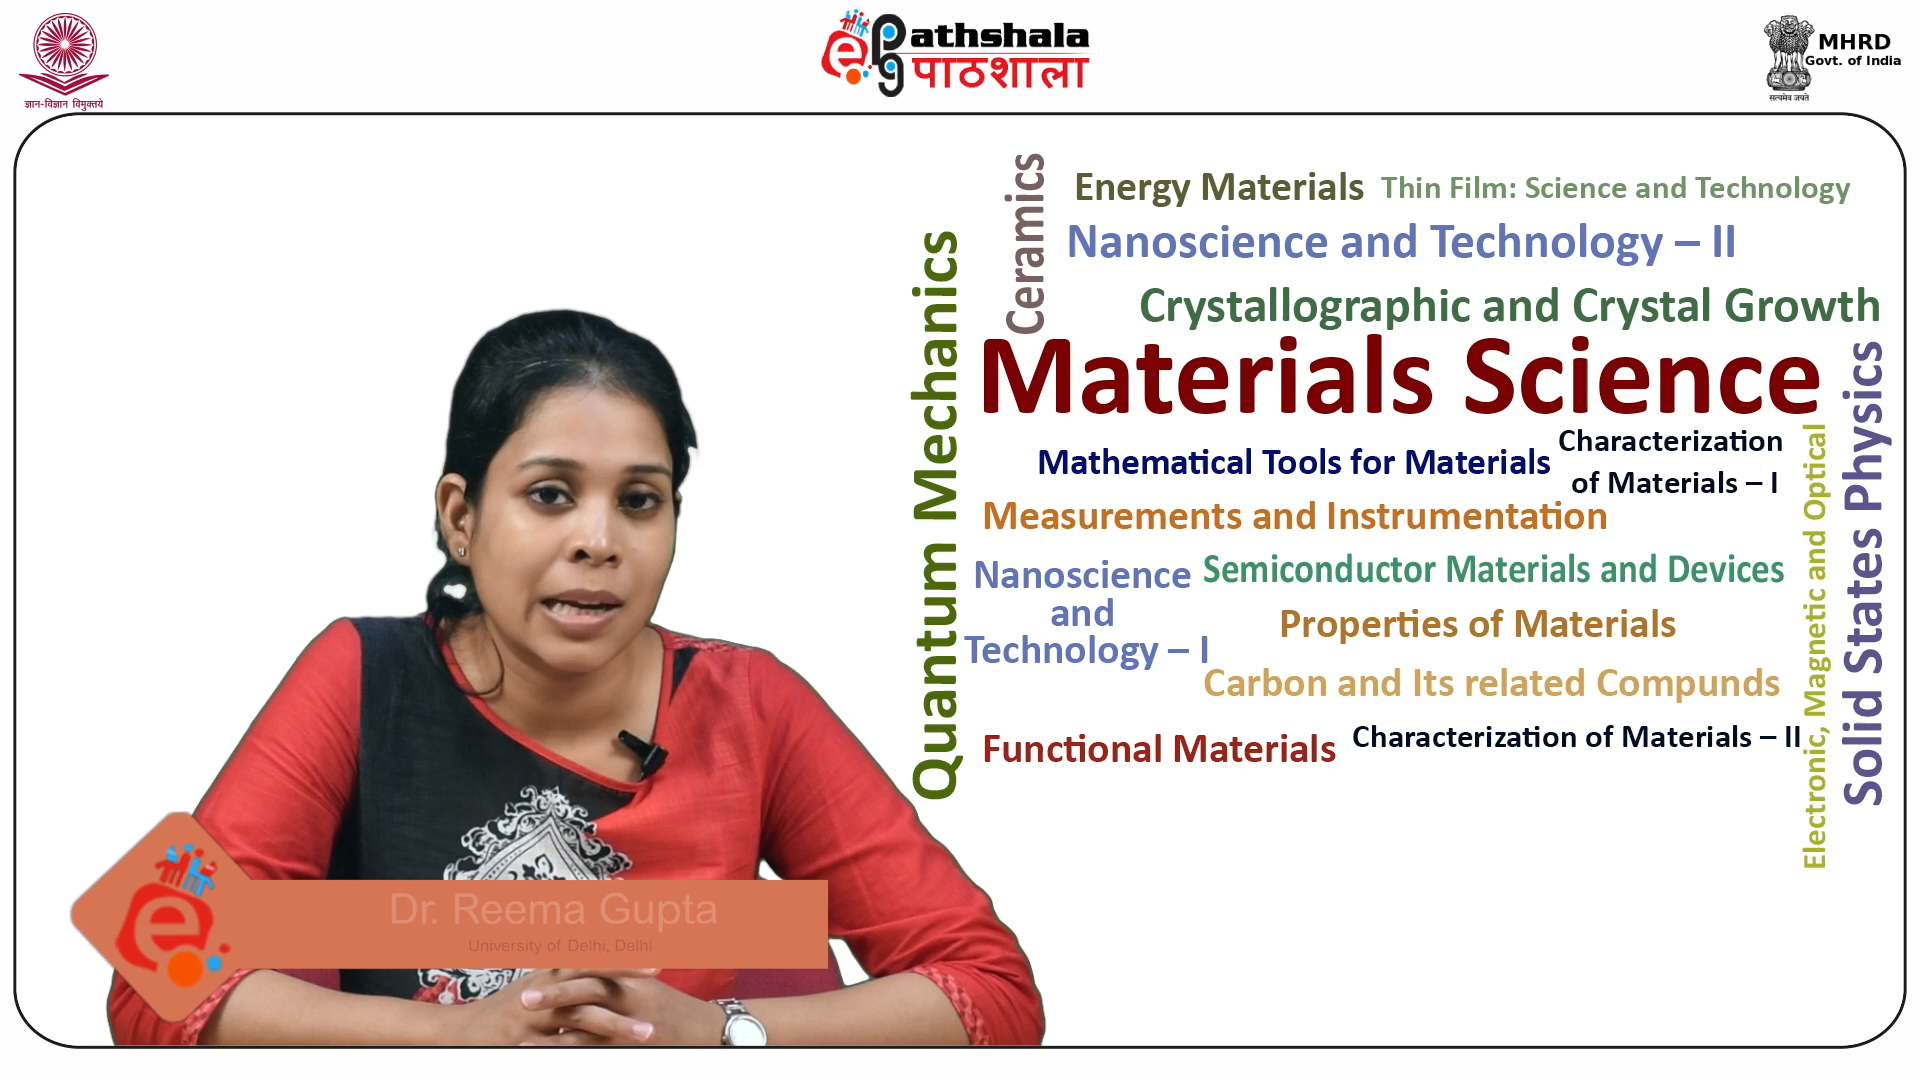 ज्ञान-विज्ञान विमुक्तये
athshala
पाठशाला
MHRD
Govt. of India
सत्यमेव जयते
Ceramics
Energy Materials
Thin Film: Science and Technology
Nanoscience and Technology – II
Crystallographic and Crystal Growth
Quantum Mechanics
Materials Science
Solid States Physics
Mathematical Tools for Materials
Characterization
of Materials – I
Electronic, Magnetic and Optical
Measurements and Instrumentation
Nanoscience
and
Technology – I
Semiconductor Materials and Devices
Properties of Materials
Carbon and Its related Compunds
Functional Materials
Characterization of Materials – II
e
Dr. Reema Gupta
University of Delhi, Delhi